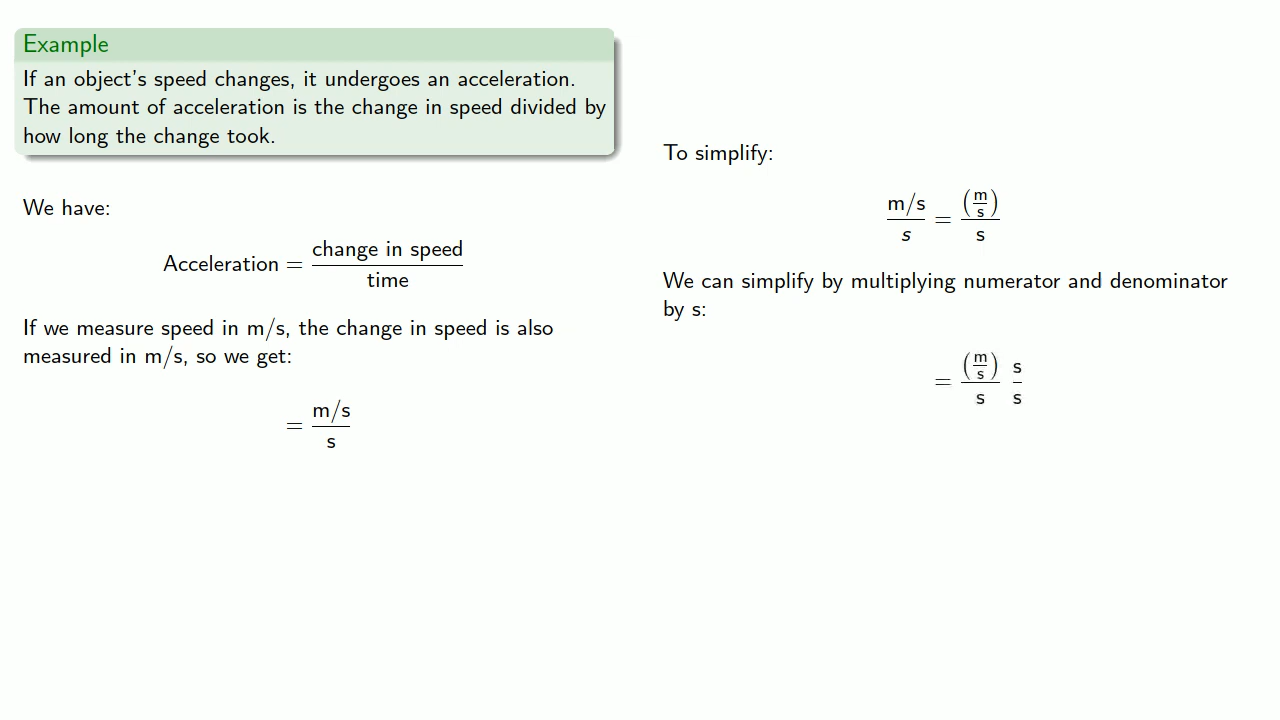 Example
If an object's speed changes, it undergoes an acceleration.
The amount of acceleration is the change in speed divided by
how long the change took.
We have:
Acceleration = change in speed / time
If we measure speed in m/s, the change in speed is also
measured in m/s, so we get:
= m/s / s
To simplify:
m/s / s = (m/s) / s
We can simplify by multiplying numerator and denominator
by s:
= (m/s) / s s / s